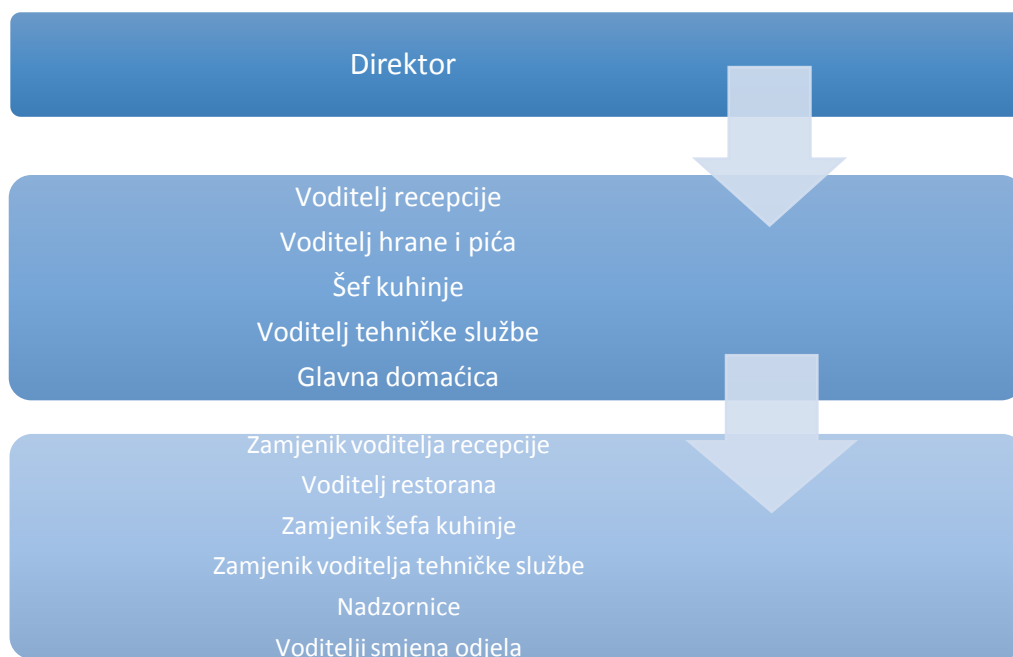 Direktor
Voditelj recepcije
Voditelj hrane i pića
Šef kuhinje
Voditelj tehničke službe
Glavna domaćica
Zamjenik voditelja recepcije
Voditelj restorana
Zamjenik šefa kuhinje
Zamjenik voditelja tehničke službe
Nadzornice
Voditelji smjena odjela